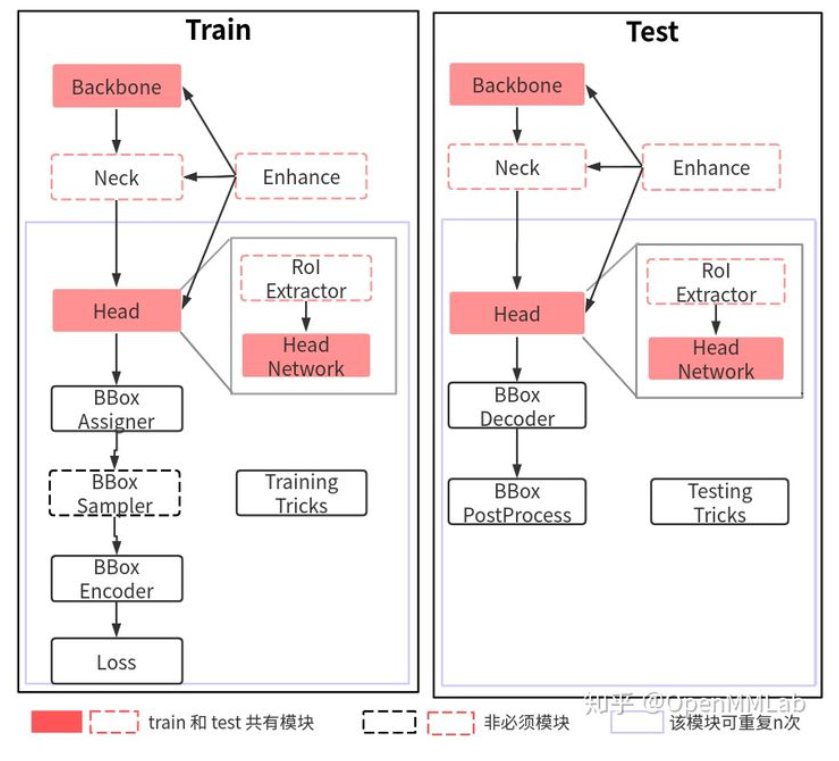 Train
Backbone
Neck
Enhance
RoI
Extractor
Head
Head
Network
BBox
Assigner
BBox
Sampler
Training
Tricks
BBox
Encoder
Loss
Test
Backbone
Neck
Enhance
RoI
Extractor
Head
Head
Network
BBox
Decoder
BBox
PostProcess
Testing
Tricks
知乎 @OpenMMLab
train 和 test 共有模块
非必须模块
该模块可重复n次